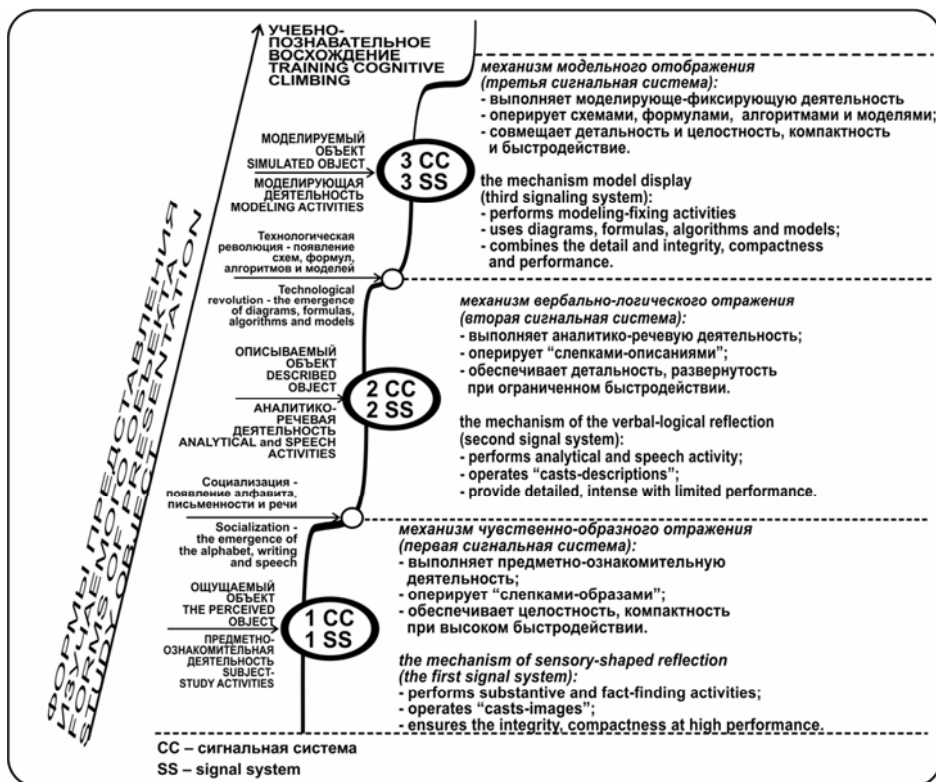 УЧЕБНО-
ПОЗНАВАТЕЛЬНОЕ
ВОСХОЖДЕНИЕ
TRAINING COGNITIVE
CLIMBING
механизм модельного отображения
(третья сигнальная система):
- выполняет моделирующе-фиксирующую деятельность
- оперирует схемами, формулами, алгоритмами и моделями;
- совмещает детальность и целостность, компактность
и быстродействие.
МОДЕЛИРУЕМЫЙ
ОБЪЕКТ
SIMULATED OBJECT
МОДЕЛИРУЮЩАЯ
ДЕЯТЕЛЬНОСТЬ
MODELING ACTIVITIES
3 СС
3 SS
the mechanism model display
(third signaling system):
- performs modeling-fixing activities
- uses diagrams, formulas, algorithms and models;
- combines the detail and integrity, compactness
and performance.
Технологическая
революция - появление
схем, формул,
алгоритмов и моделей
Technological
revolution - the emergence
of diagrams, formulas,
algorithms and models
механизм вербально-логического отражения
(вторая сигнальная система):
- выполняет аналитико-речевую деятельность;
- оперирует “слепками-описаниями”;
- обеспечивает детальность, развернутость
при ограниченном быстродействии.
ОПИСЫВАЕМЫЙ
ОБЪЕКТ
DESCRIBED
OBJECT
АНАЛИТИКО-
РЕЧЕВАЯ
ДЕЯТЕЛЬНОСТЬ
ANALYTICAL and SPEECH
ACTIVITIES
2 СС
2 SS
the mechanism of the verbal-logical reflection
(second signal system):
- performs analytical and speech activity;
- operates “casts-descriptions”;
- provide detailed, intense with limited performance.
Социализация -
появление алфавита,
письменности и речи
Socialization -
the emergence of
the alphabet, writing
and speech
механизм чувственно-образного отражения
(первая сигнальная система):
- выполняет предметно-ознакомительную
деятельность;
- оперирует “слепками-образами”;
- обеспечивает целостность, компактность
при высоком быстродействии.
ОЩУЩАЕМЫЙ
ОБЪЕКТ
THE PERCEIVED
OBJECT
ПРЕДМЕТНО-
ОЗНАКОМИТЕЛЬНАЯ
ДЕЯТЕЛЬНОСТЬ
SUBJECT-
STUDY ACTIVITIES
1 СС
1 SS
the mechanism of sensory-shaped reflection
(the first signal system):
- performs substantive and fact-finding activities;
- operates “casts-images”;
- ensures the integrity, compactness at high performance.
ФОРМЫ ПРЕДСТАВЛЕНИЯ
ИЗУЧАЕМОГО ОБЪЕКТА
FORMS OF PRESENTATION
STUDY OBJECT
СС – сигнальная система
SS – signal system